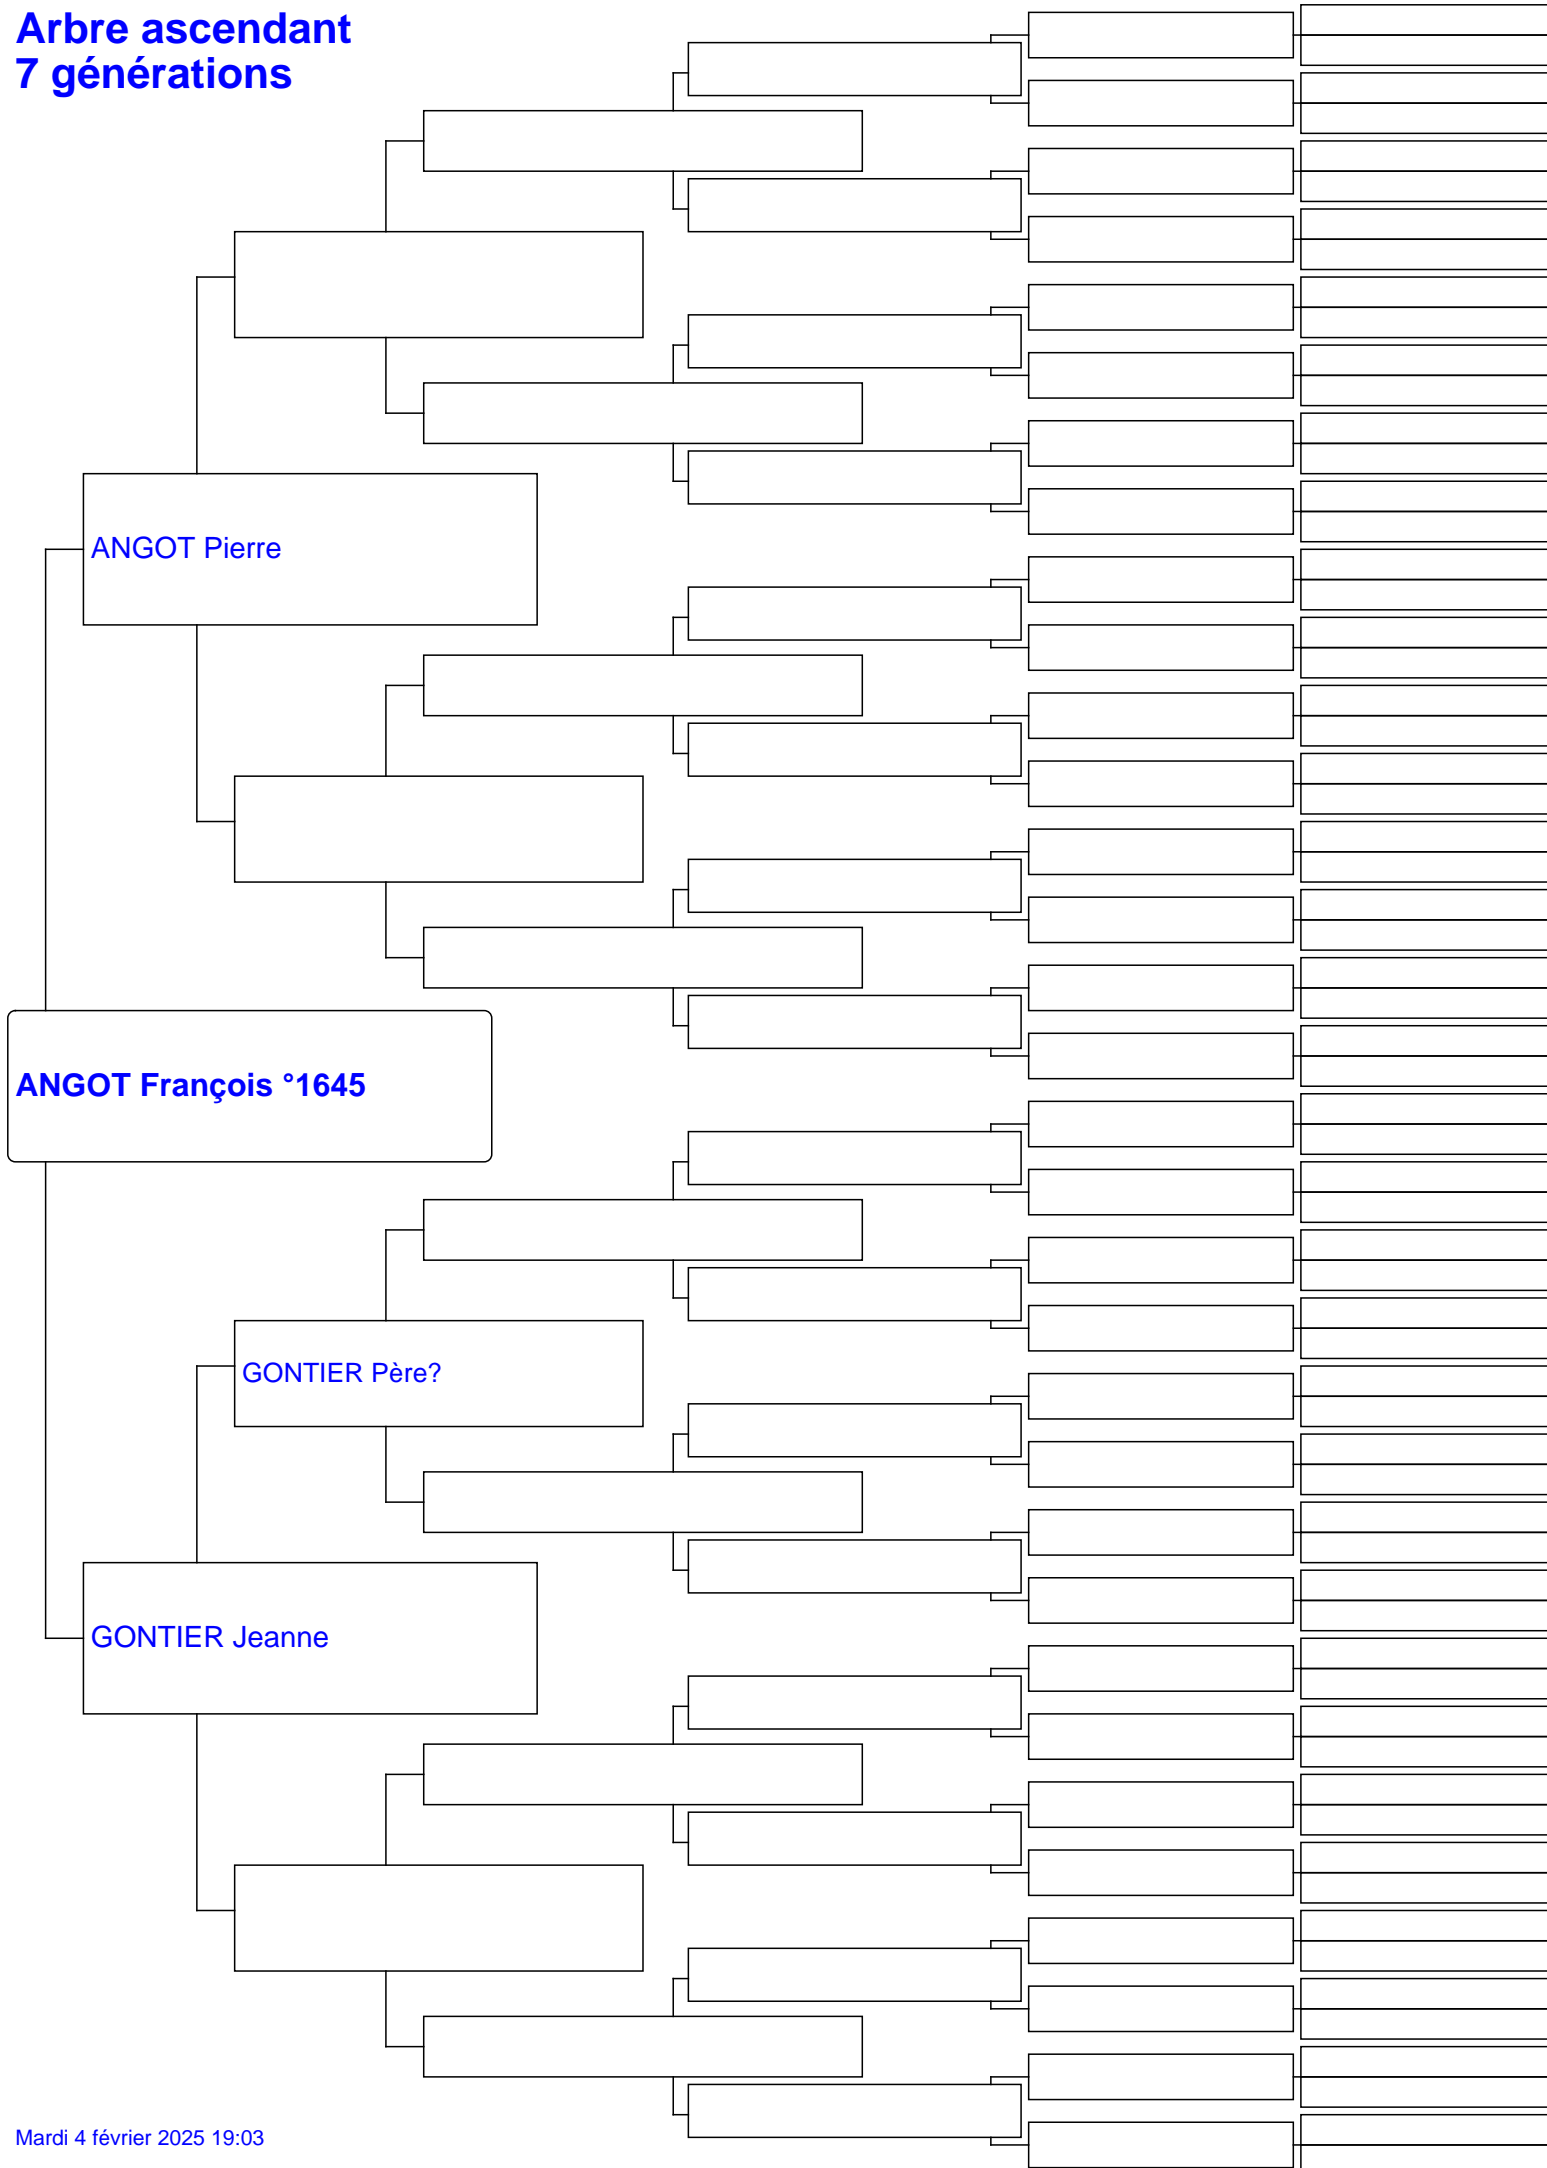 Arbre ascendant
7 générations
ANGOT Pierre
ANGOT François °1645
GONTIER Père?
GONTIER Jeanne
Mardi 4 février 2025 19:03